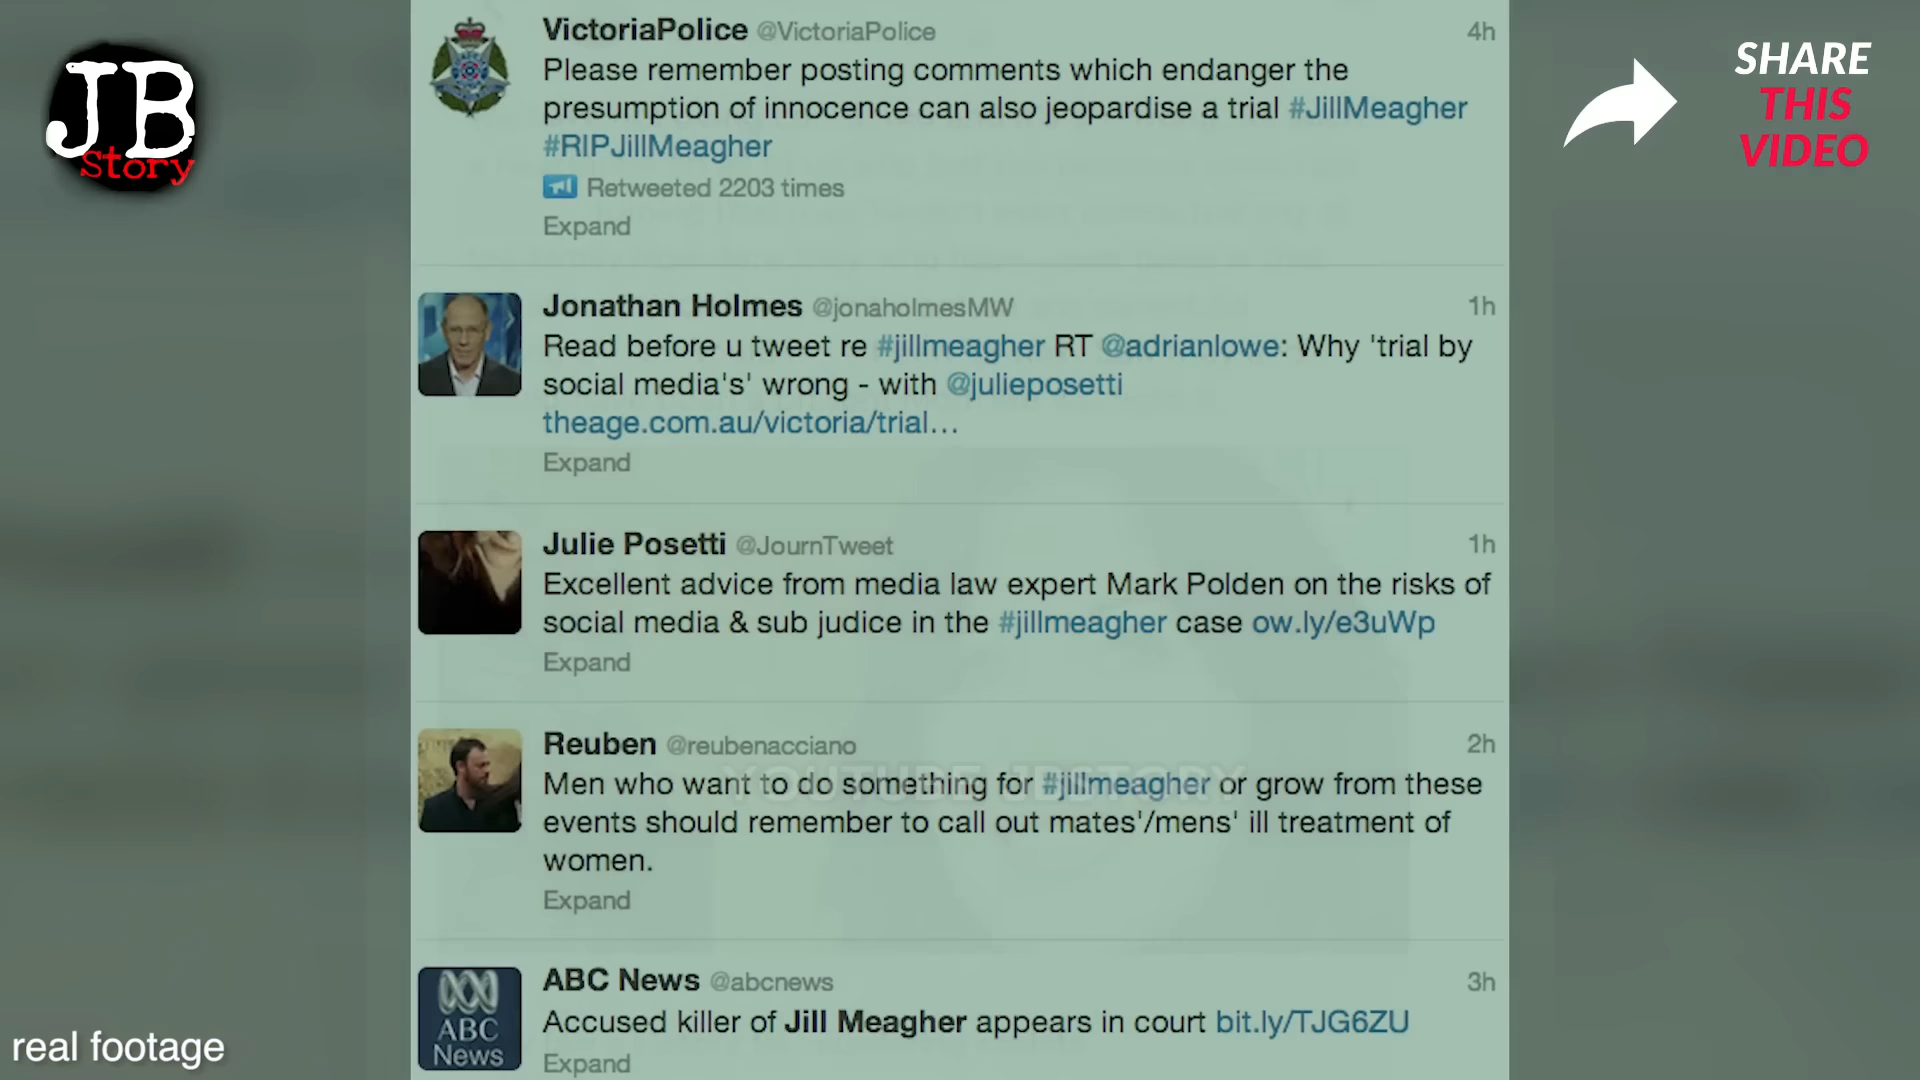 JB
Story
SHARE
THIS
VIDEO
VictoriaPolice @VictoriaPolice 4h
Please remember posting comments which endanger the
presumption of innocence can also jeopardise a trial #JillMeagher
#RIPJillMeagher
Retweeted 2203 times
Expand
Jonathan Holmes @jonaholmesMW 1h
Read before u tweet re #jillmeagher RT @adrianlowe: Why 'trial by
social media's' wrong - with @julieposetti
theage.com.au/victoria/trial...
Expand
Julie Posetti @JournTweet 1h
Excellent advice from media law expert Mark Polden on the risks of
social media & sub judice in the #jillmeagher case ow.ly/e3uWp
Expand
Reuben @reubenacciano 2h
YOUTUBE JBSTORY
Men who want to do something for #jillmeagher or grow from these
events should remember to call out mates'/mens' ill treatment of
women.
Expand
ABC News @abcnews 3h
Accused killer of Jill Meagher appears in court bit.ly/TJG6ZU
Expand
ABC
News
real footage